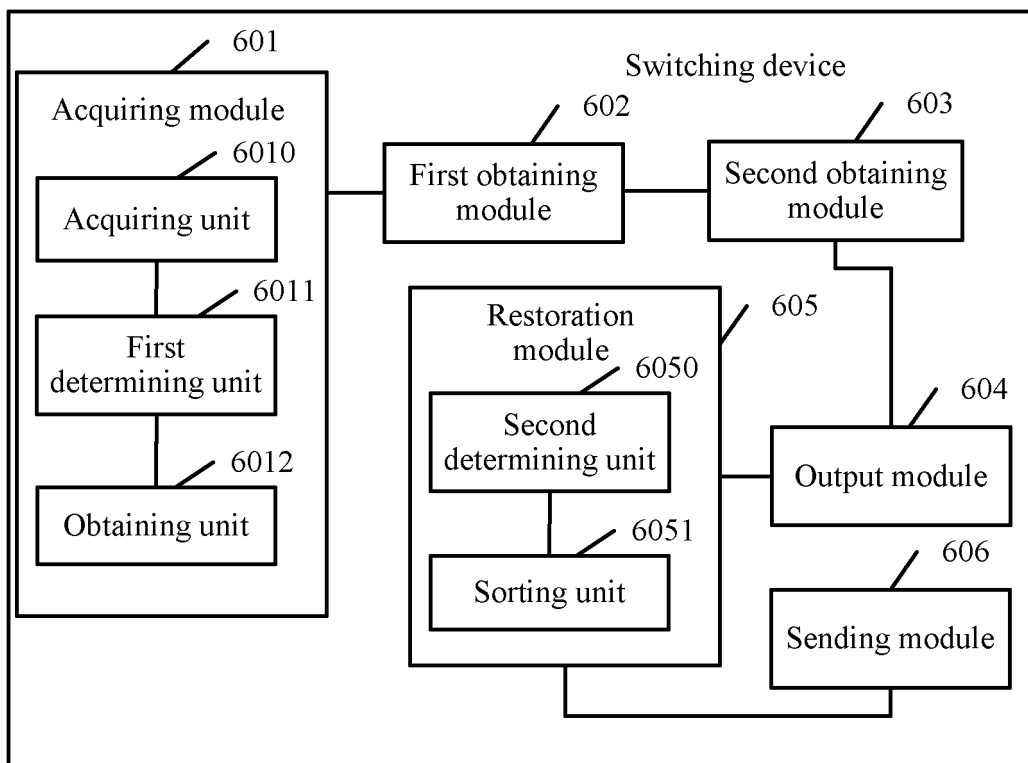 601
Switching device
Acquiring module
602
603
6010
First obtaining
module
Second obtaining
module
Acquiring unit
6011
605
First
determining unit
Restoration
module
6050
604
Second
determining unit
6012
Output module
Obtaining unit
6051
606
Sorting unit
Sending module